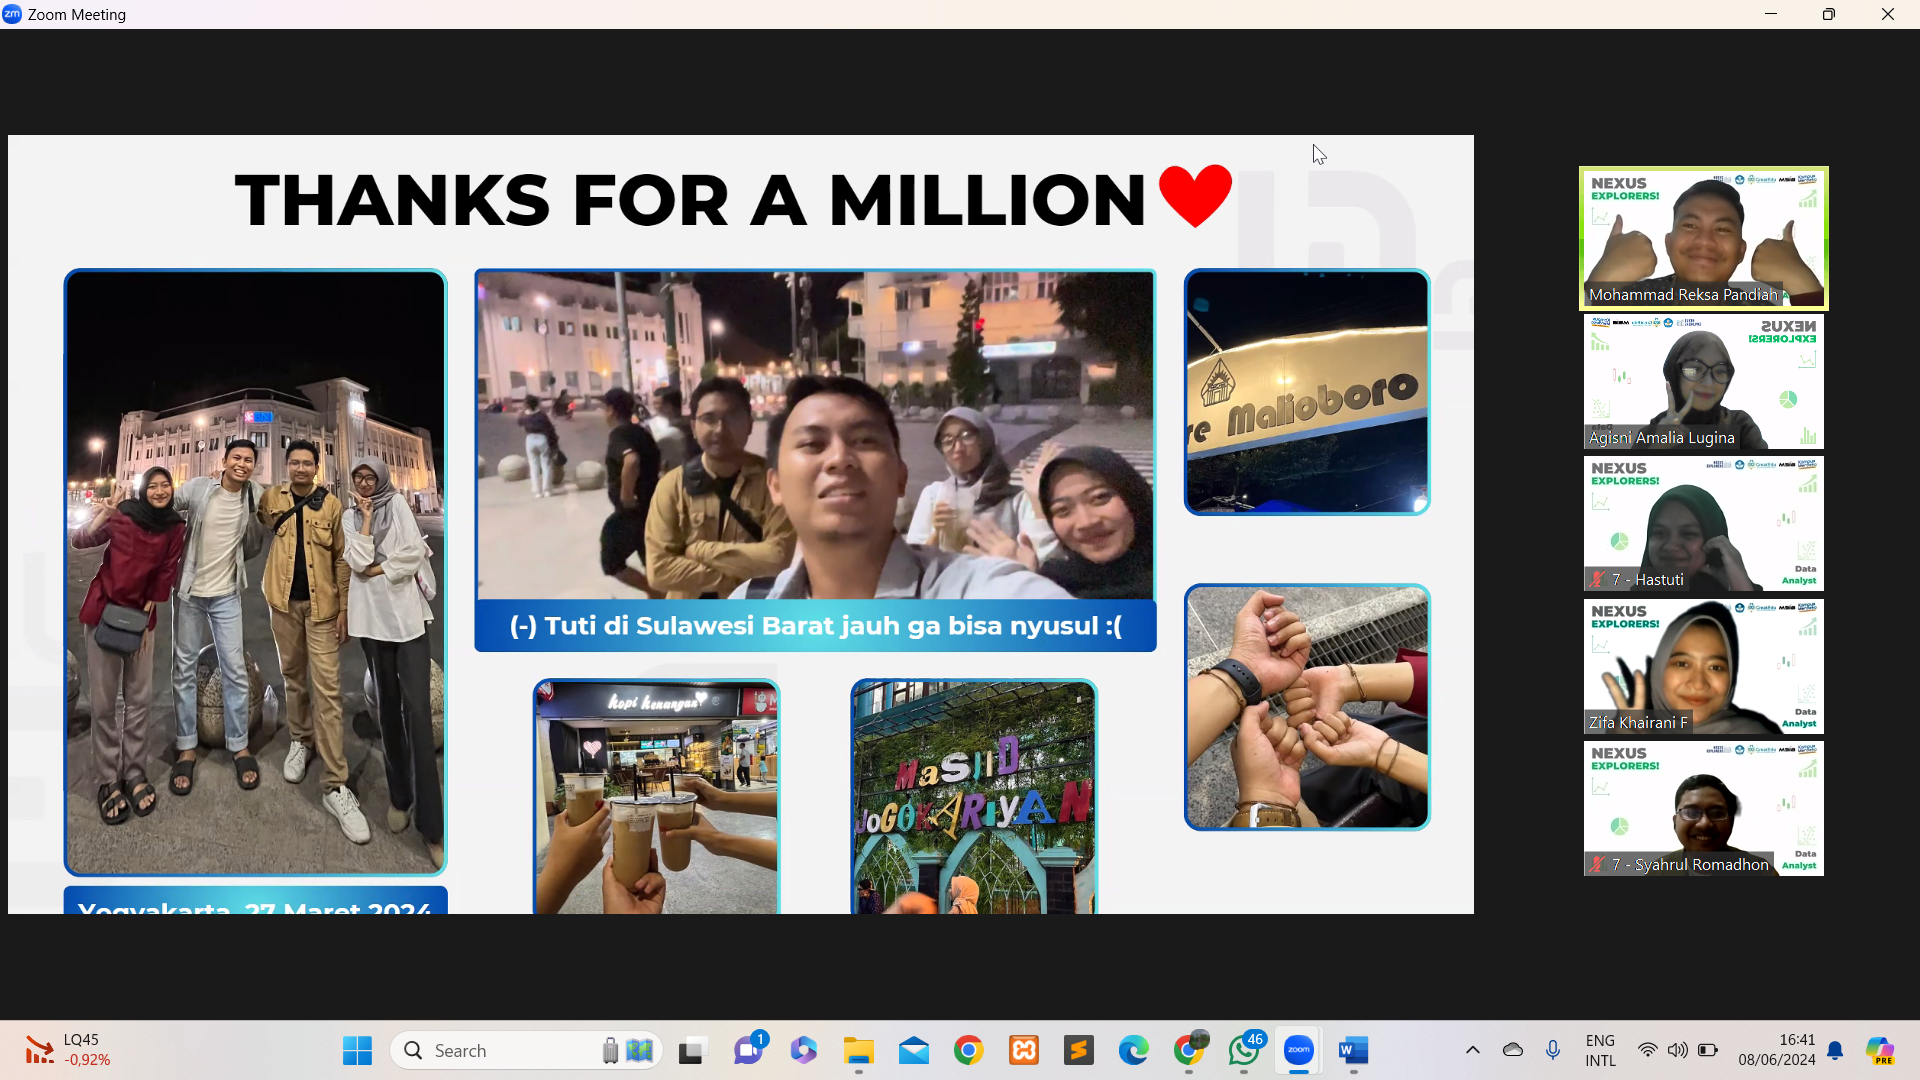 Zoom Meeting
THANKS FOR A MILLION
(-) Tuti di Sulawesi Barat jauh ga bisa nyusul :(
re Malioboro
kopi kenangan
MASJID
JOGOKARIYAN
Yogyakarta, 27 Maret 2024
NEXUS
EXPLORERS!
Mohammad Reksa Pandiah
NEXUS
EXPLORERS!
Agisni Amalia Lugina
NEXUS
EXPLORERS!
Data
Analyst
7 - Hastuti
NEXUS
EXPLORERS!
Data
Analyst
Zifa Khairani F
NEXUS
EXPLORERS!
Data
Analyst
7 - Syahrul Romadhon
LQ45
-0,92%
Search
1
46
zoom
ENG
INTL
16:41
08/06/2024
PRE